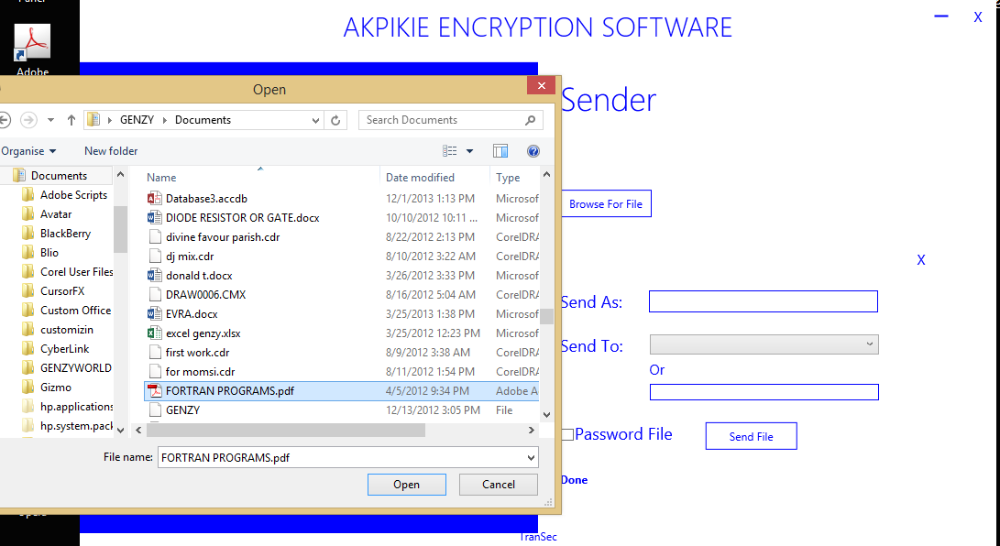 AKPIKIE ENCRYPTION SOFTWARE
X
Adobe
Open
Sender
GENZY Documents
Search Documents
Organise
New folder
Browse For File
Documents
Adobe Scripts
Avatar
BlackBerry
Blio
Corel User Files
CursorFX
Custom Office
customizin
CyberLink
GENZYWORLD
Gizmo
hp.applications
hp.system.pack
Name Date modified Type
Database3.accdb 12/1/2013 1:13 PM Microsof
DIODE RESISTOR OR GATE.docx 10/10/2012 10:11 ... Microsof
divine favour parish.cdr 8/22/2012 2:13 PM CorelDRA
dj mix.cdr 8/10/2012 3:22 AM CorelDRA
donald t.docx 3/26/2012 3:33 PM Microsof
DRAW0006.CMX 8/16/2012 5:04 AM CorelDRA
EVRA.docx 3/25/2013 1:38 PM Microsof
excel genzy.xlsx 3/25/2012 12:23 PM Microsof
first work.cdr 8/9/2012 3:38 AM CorelDRA
for momsi.cdr 8/11/2012 1:54 PM CorelDRA
FORTRAN PROGRAMS.pdf 4/5/2012 9:34 PM Adobe A
GENZY 12/13/2012 3:05 PM File
File name: FORTRAN PROGRAMS.pdf
Open Cancel
X
Send As:
Send To:
Or
Password File
Send File
Done
TranSec